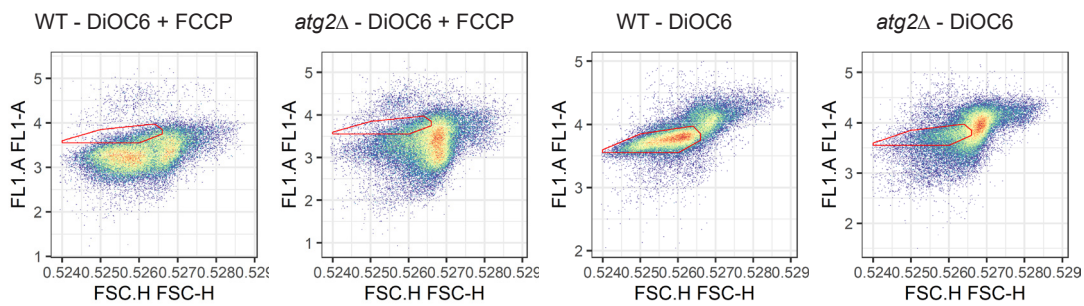 WT - DiOC6 + FCCP
atg2Δ - DiOC6 + FCCP
WT - DiOC6
atg2Δ - DiOC6
FL1.A FL1-A
5
4
3
2
1
0.5240 .5250 .5260 .5270 .5280 .529
FSC.H FSC-H
FL1.A FL1-A
5
4
3
2
1
0.5240 .5250 .5260 .5270 .5280 .529
FSC.H FSC-H
FL1.A FL1-A
5
4
3
2
0.5240 .5250 .5260 .5270 .5280 .529
FSC.H FSC-H
FL1.A FL1-A
5
4
3
2
0.5240 .5250 .5260 .5270 .5280 .529
FSC.H FSC-H